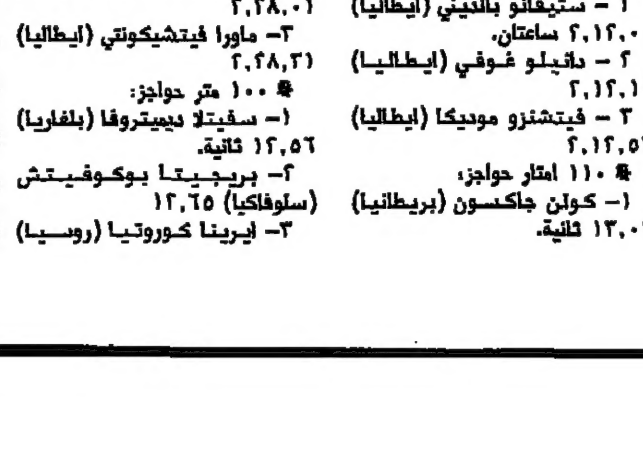 ١ – ستيفانو بالديني (ايطاليا)
٢,١٢,٠ ساعتان.
٢ – دانيلو غوفي (ايطاليا)
٢,١٢,١
٣ – فيتشنزو موديكا (ايطاليا)
٢,١٢,٥
* ١١٠ امتار حواجز:
١– كولن جاكسون (بريطانيا)
١٣,٠ ثانية.
٢,٢٨,٠١
٣– ماورا فيتشيكونتي (ايطاليا)
٢,٢٨,٣١
* ١٠٠ متر حواجز:
١– سفيتلا ديميتروفا (بلغاريا)
١٢,٥٦ ثانية.
٢– بريجيتا بوكوفيتش
(سلوفاكيا) ١٢,٦٥
٣– ايرينا كوروتيا (روسيا)